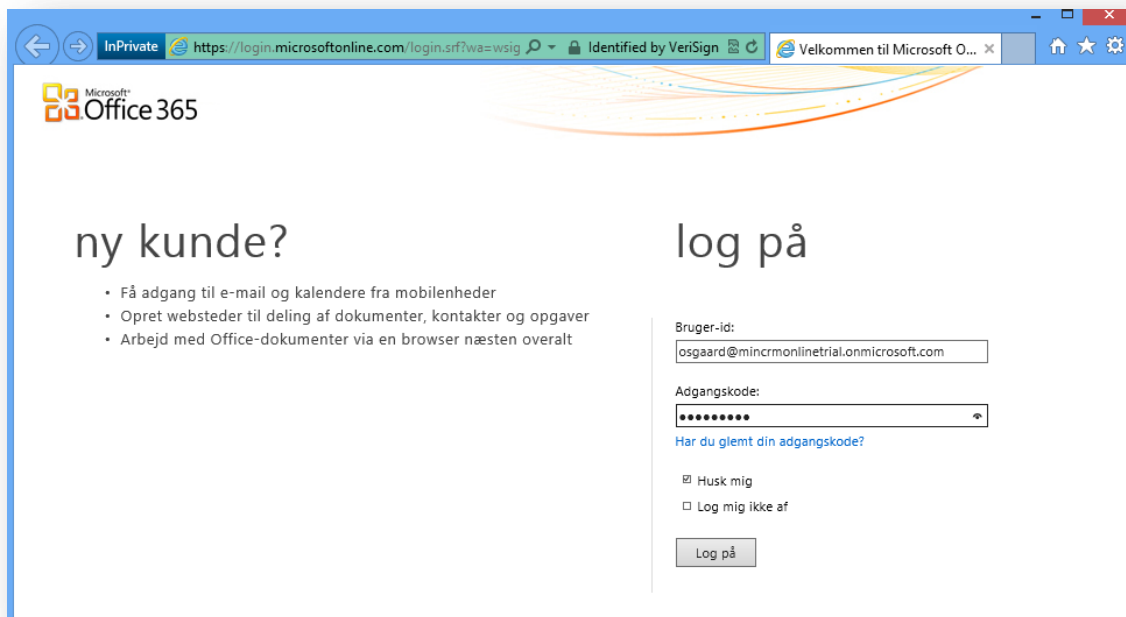 InPrivate https://login.microsoftonline.com/login.srf?wa=wsig Identified by VeriSign Velkommen til Microsoft O...
Microsoft®
Office 365
ny kunde?
• Få adgang til e-mail og kalendere fra mobilenheder
• Opret websteder til deling af dokumenter, kontakter og opgaver
• Arbejd med Office-dokumenter via en browser næsten overalt
log på
Bruger-id:
osgaard@mincrmonlinetrial.onmicrosoft.com
Adgangskode:
•••••••••
Har du glemt din adgangskode?
Husk mig
Log mig ikke af
Log på